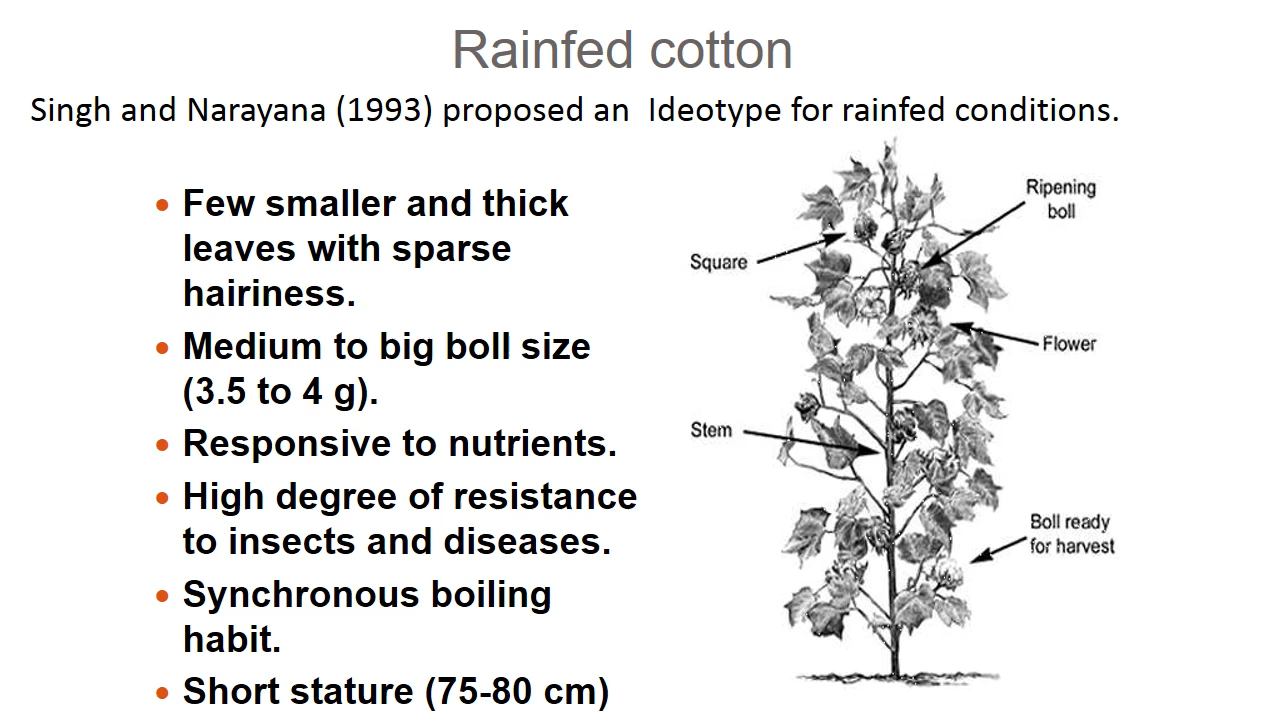 Rainfed cotton
Singh and Narayana (1993) proposed an Ideotype for rainfed conditions.
• Few smaller and thick
leaves with sparse
hairiness.
• Medium to big boll size
(3.5 to 4 g).
• Responsive to nutrients.
• High degree of resistance
to insects and diseases.
• Synchronous boiling
habit.
• Short stature (75-80 cm)
Ripening
boll
Square
Flower
Stem
Boll ready
for harvest